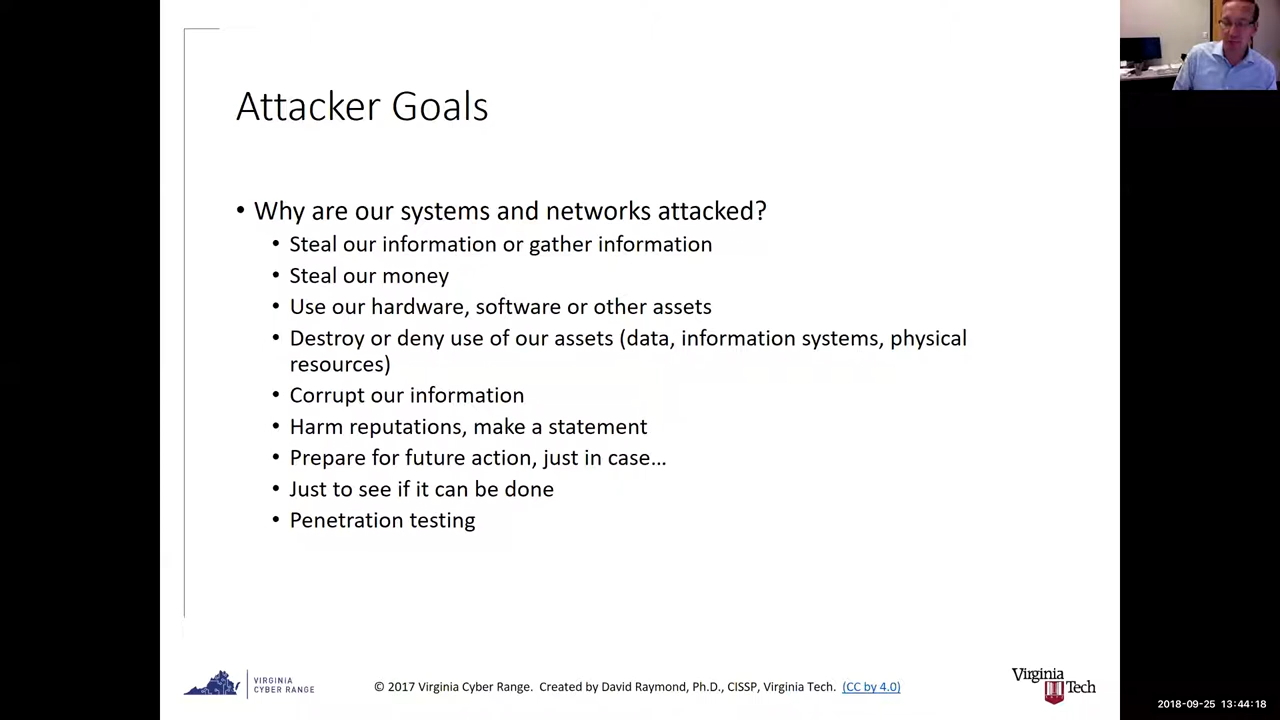 Attacker Goals
• Why are our systems and networks attacked?
• Steal our information or gather information
• Steal our money
• Use our hardware, software or other assets
• Destroy or deny use of our assets (data, information systems, physical
resources)
• Corrupt our information
• Harm reputations, make a statement
• Prepare for future action, just in case…
• Just to see if it can be done
• Penetration testing
VIRGINIA
CYBER RANGE
© 2017 Virginia Cyber Range. Created by David Raymond, Ph.D., CISSP, Virginia Tech. (CC by 4.0)
Virginia
Tech
2018-09-25 13:44:18